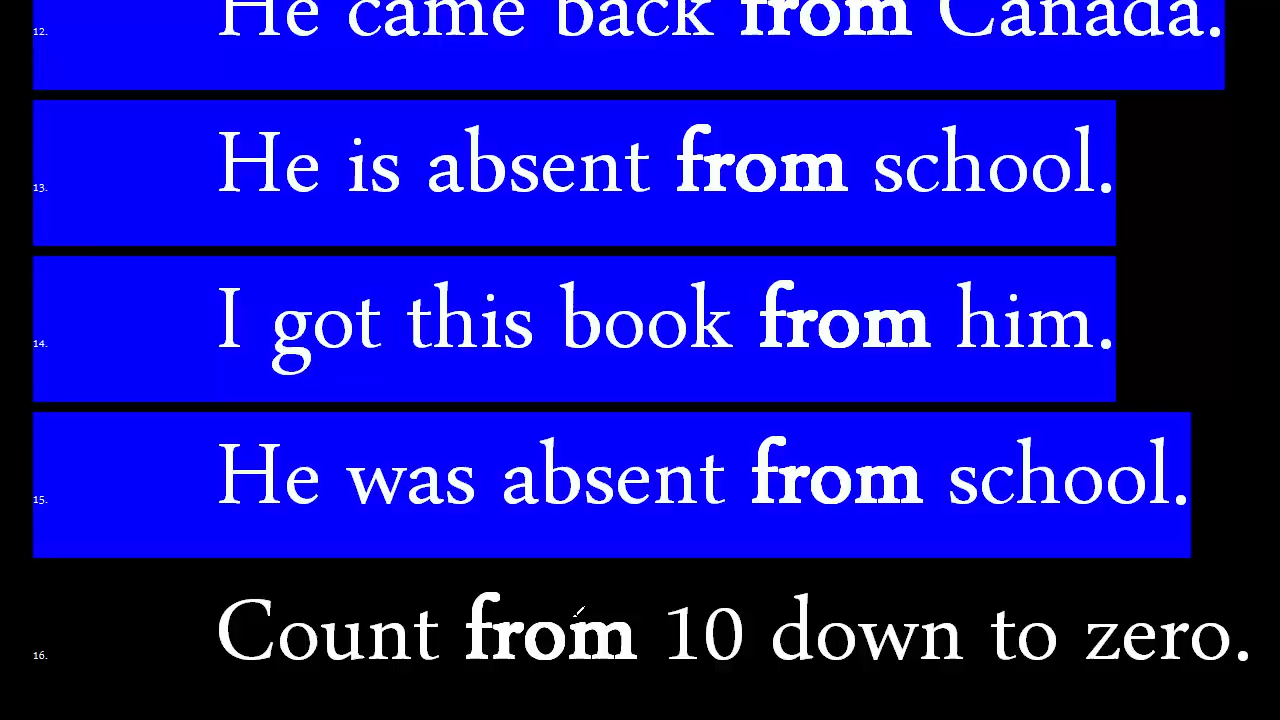 12. He came back from Canada.
13. He is absent from school.
14. I got this book from him.
15. He was absent from school.
16. Count from 10 down to zero.